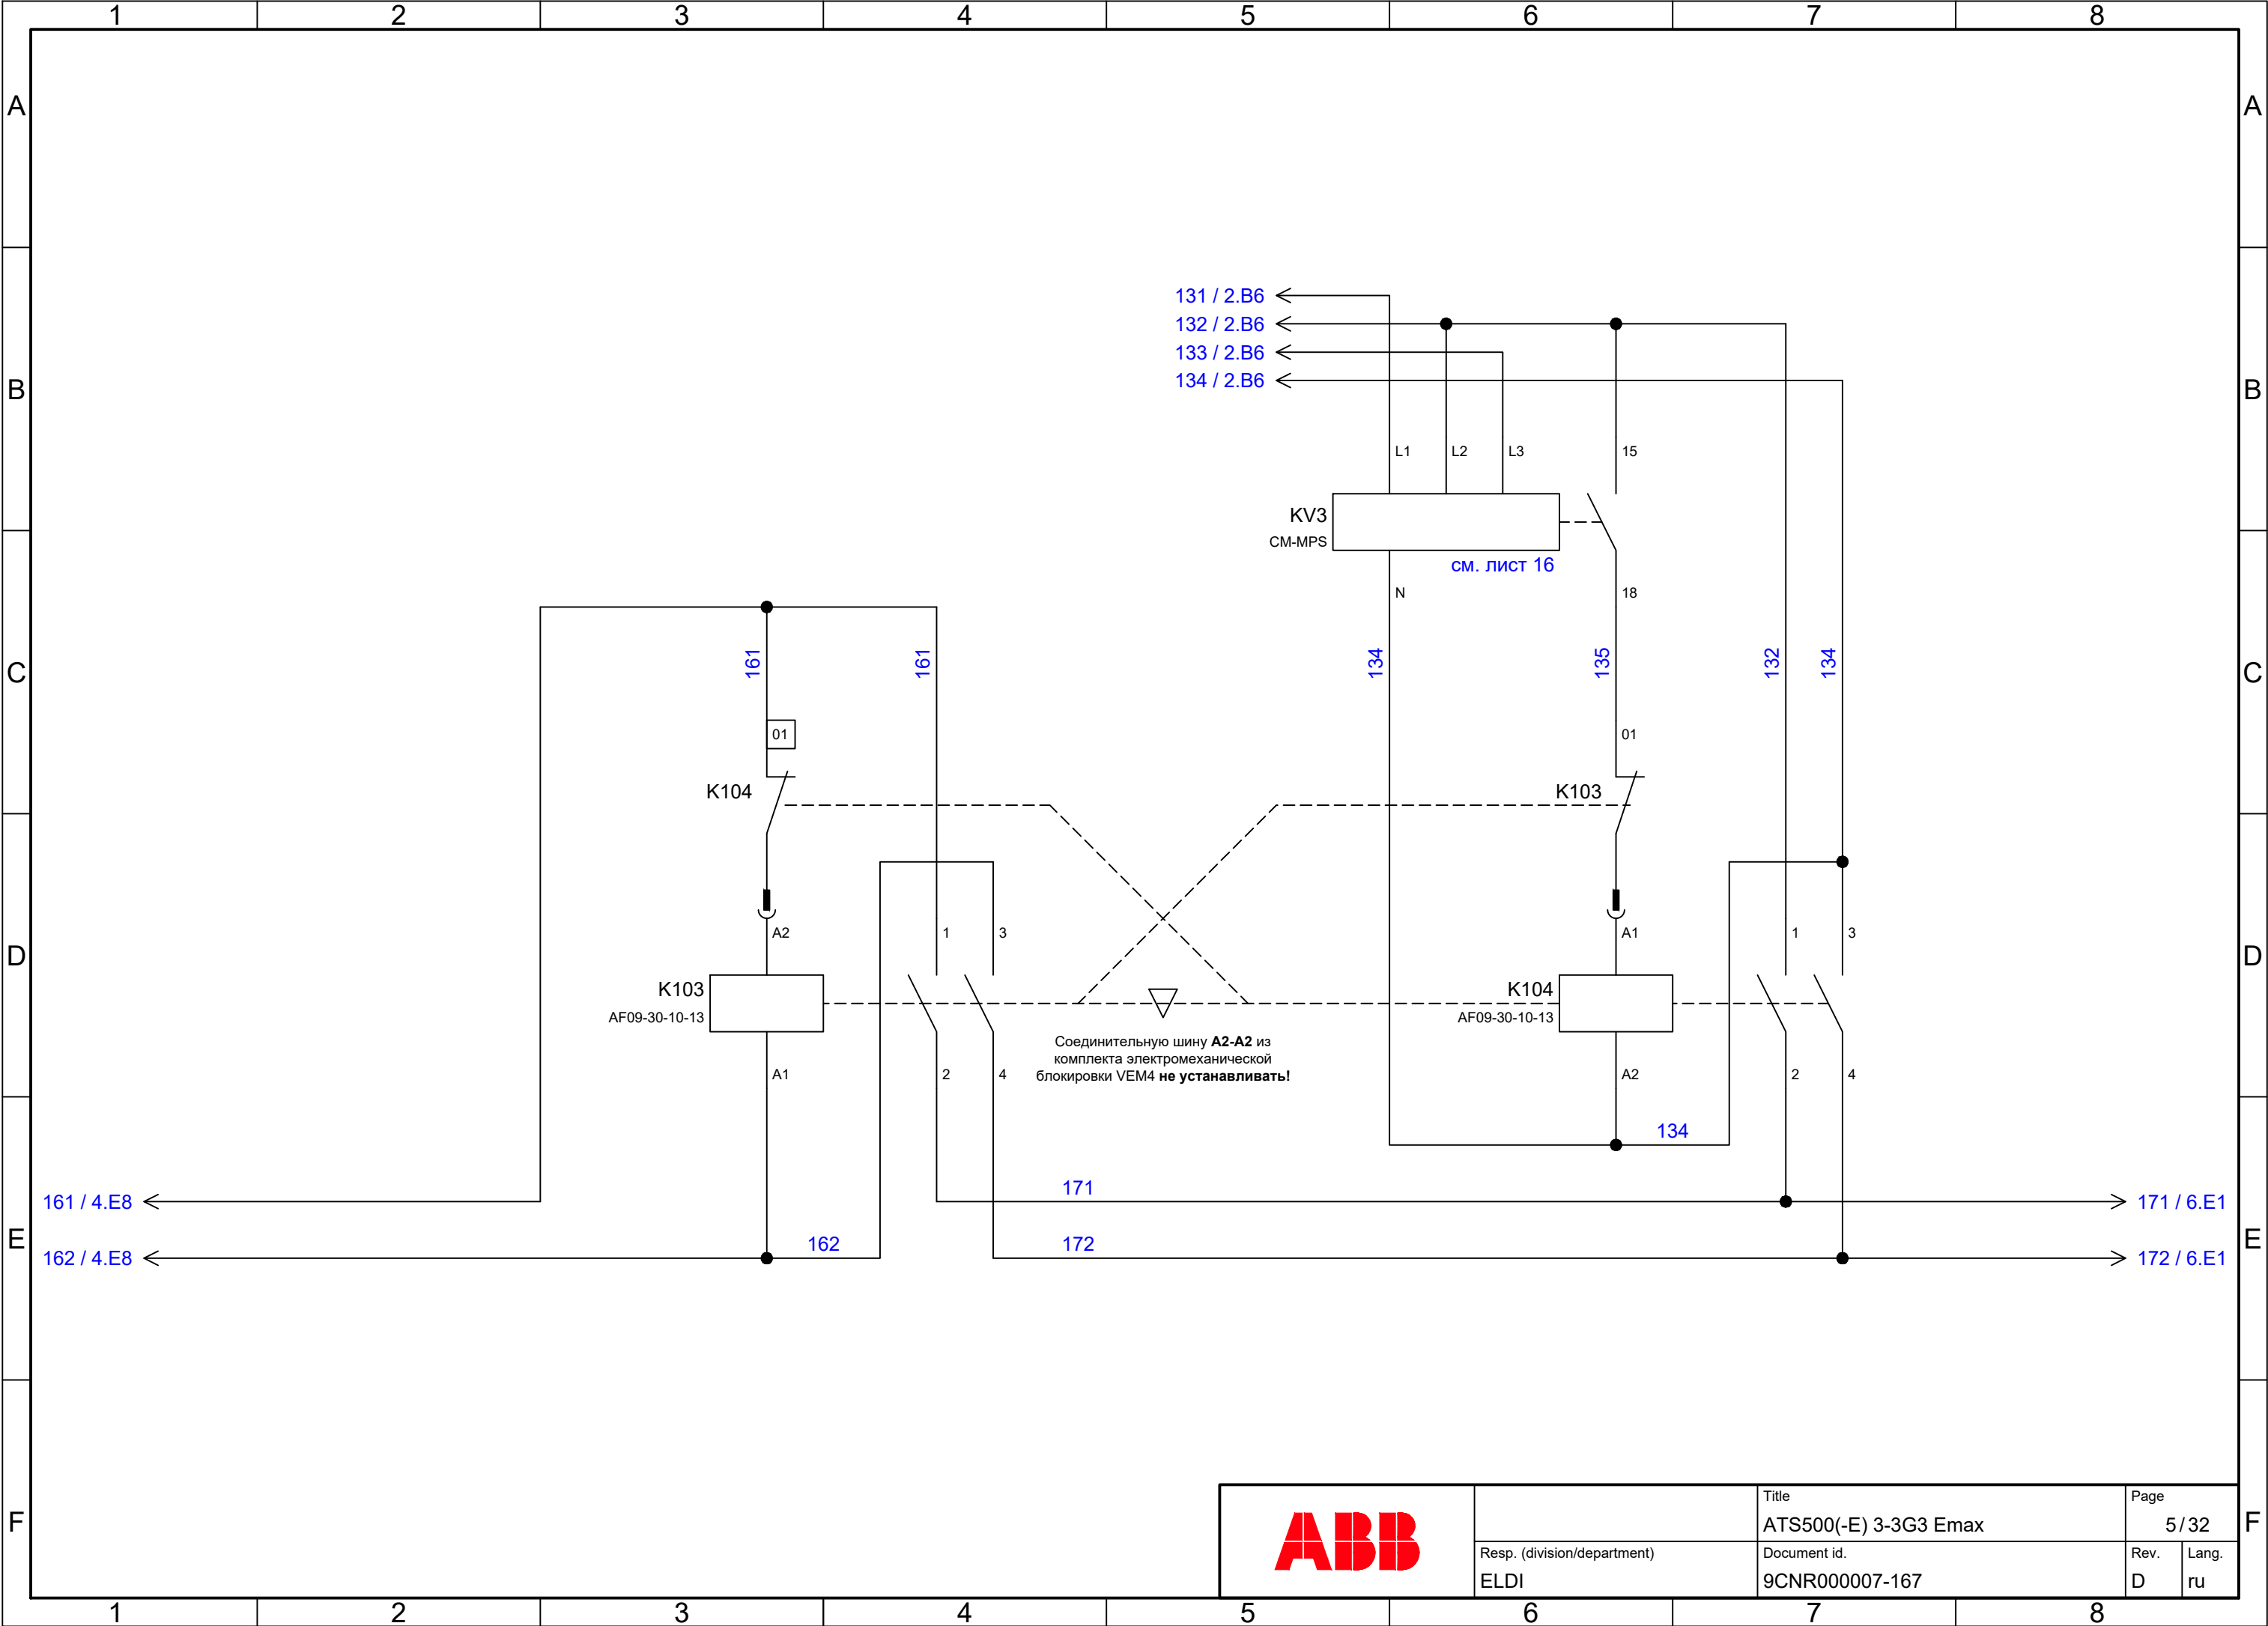 1 2 3 4 5 6 7 8
A A
131 / 2.B6
132 / 2.B6
133 / 2.B6
134 / 2.B6
B B
L1 L2 L3 15
KV3
CM-MPS
см. лист 16
N 18
161 161 134 135 132 134
C C
01 01
K104 K103
A2 1 3 A1 1 3
D D
K103 K104
AF09-30-10-13 AF09-30-10-13
Соединительную шину A2-A2 из
комплекта электромеханической
блокировки VEM4 не устанавливать!
A1 2 4 A2 2 4
134
171
161 / 4.E8 171 / 6.E1
E E
162 172
162 / 4.E8 172 / 6.E1
F F
ABB
Title
ATS500(-E) 3-3G3 Emax
Page
5/32
Resp. (division/department)
ELDI
Document id.
9CNR000007-167
Rev.
D
Lang.
ru
1 2 3 4 5 6 7 8